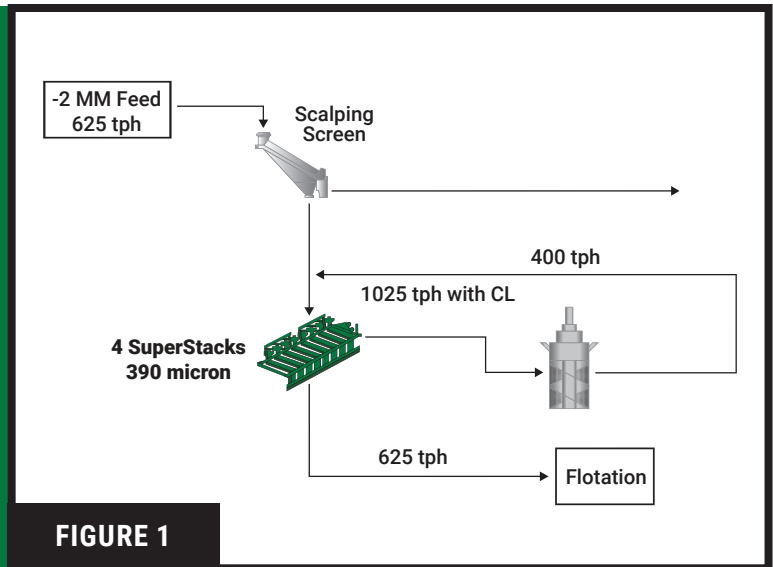 -2 MM Feed
625 tph
Scalping
Screen
400 tph
1025 tph with CL
4 SuperStacks
390 micron
625 tph
Flotation
FIGURE 1